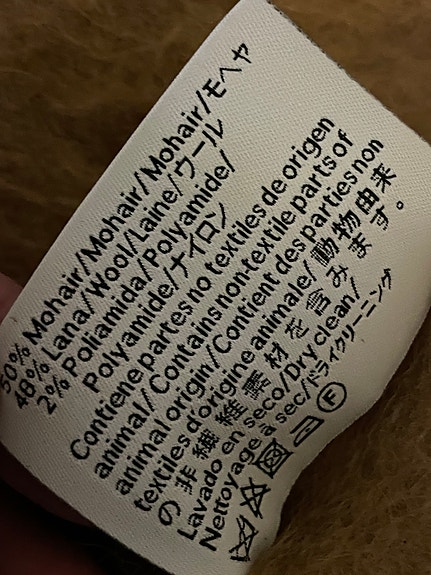 50% Mohair/Mohair/Mohair/モヘヤ
48% Lana/Wool/Laine/ウール
2% Poliamida/Polyamide/
Polyamide/ナイロン
Contiene partes no textiles de origen
animal/Contains non-textile parts of
animal origin/Contient des parties non
textiles d'origine animale/動物由来
の非繊維素材を含みます。
Lavado en seco/Dry clean/
Nettoyage à sec/ドライクリーニング
F